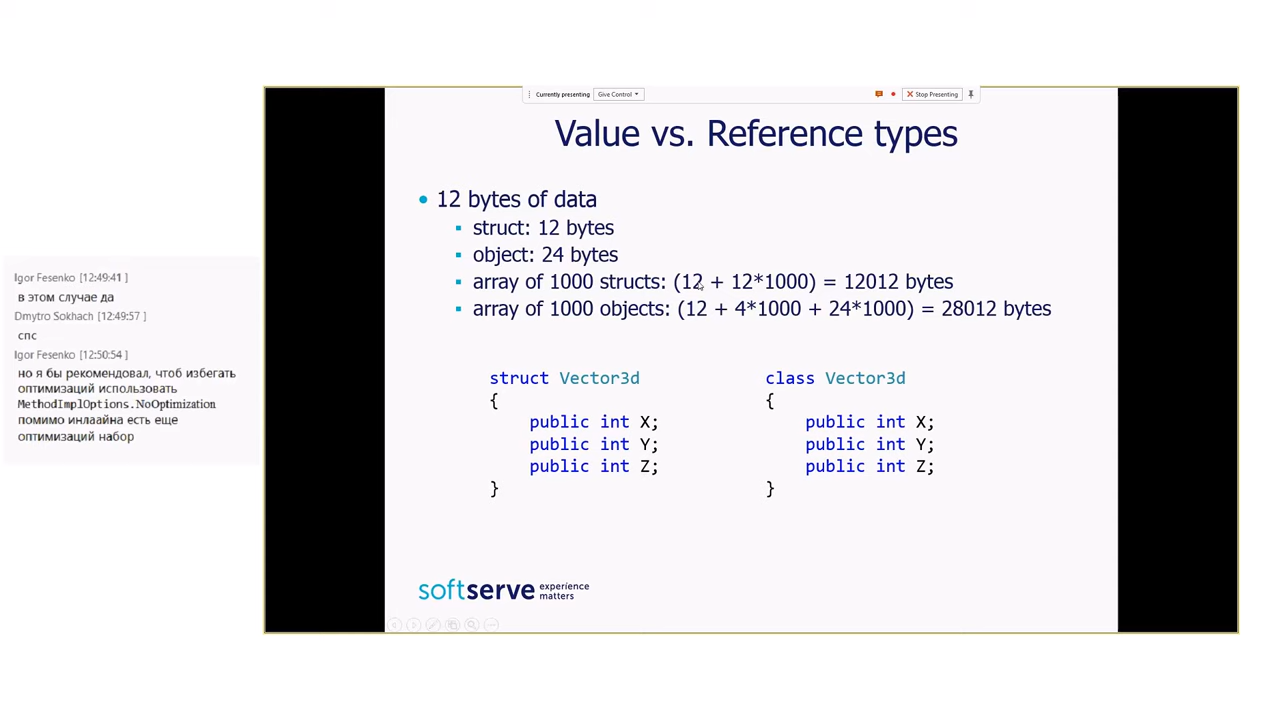 Igor Fesenko [12:49:41]
в этом случае да
Dmytro Sokhach [12:49:57]
спс
Igor Fesenko [12:50:54]
но я бы рекомендовал, чтоб избегать
оптимизаций использовать
MethodImplOptions.NoOptimization
помимо инлаайна есть еще
оптимизаций набор
Currently presenting
Give Control
Stop Presenting
Value vs. Reference types
12 bytes of data
struct: 12 bytes
object: 24 bytes
array of 1000 structs: (12 + 12*1000) = 12012 bytes
array of 1000 objects: (12 + 4*1000 + 24*1000) = 28012 bytes
struct Vector3d
{
public int X;
public int Y;
public int Z;
}
class Vector3d
{
public int X;
public int Y;
public int Z;
}
softserve experience
matters